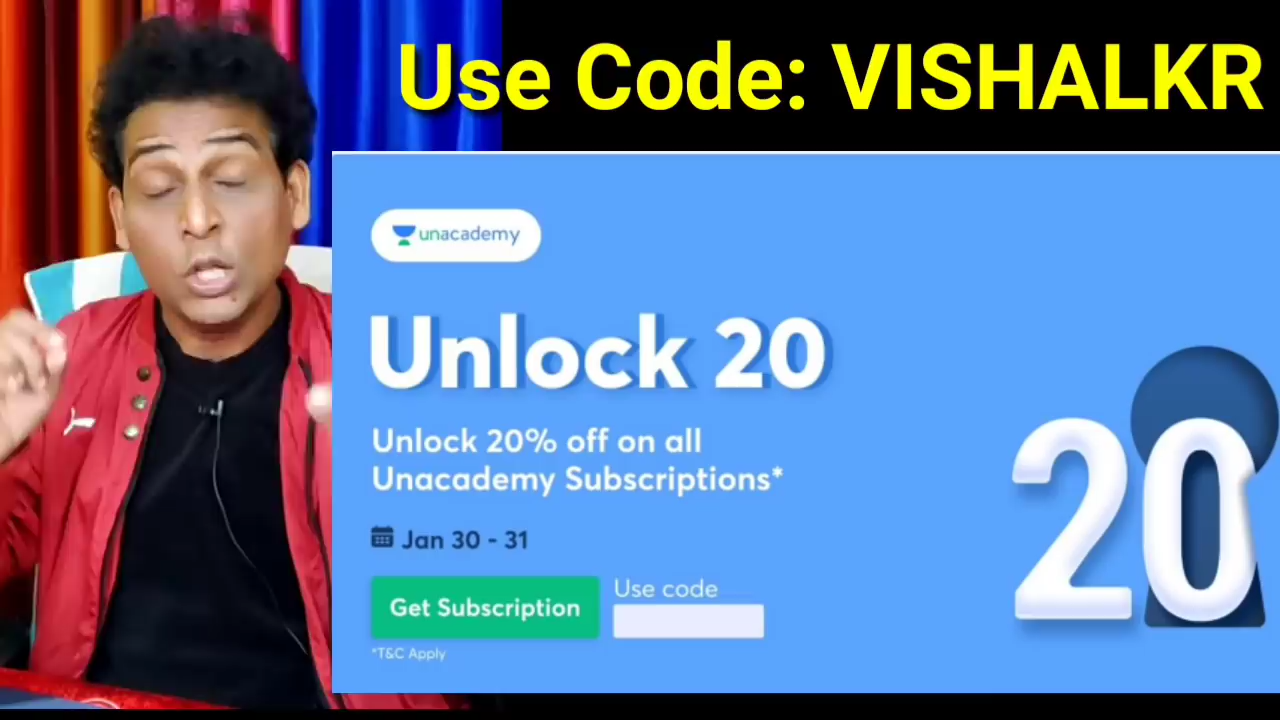 Use Code: VISHALKR
unacademy
Unlock 20
Unlock 20% off on all
Unacademy Subscriptions*
Jan 30 - 31
Get Subscription
Use code
*T&C Apply
20